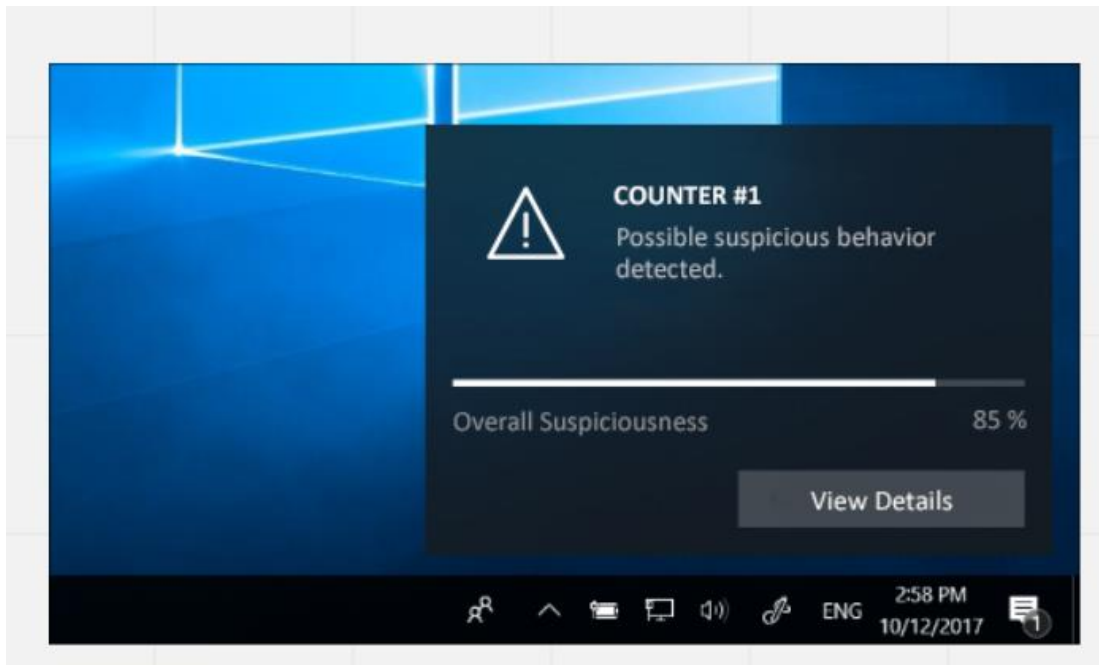 COUNTER #1
Possible suspicious behavior
detected.
Overall Suspiciousness 85 %
View Details
ENG
2:58 PM
10/12/2017
1